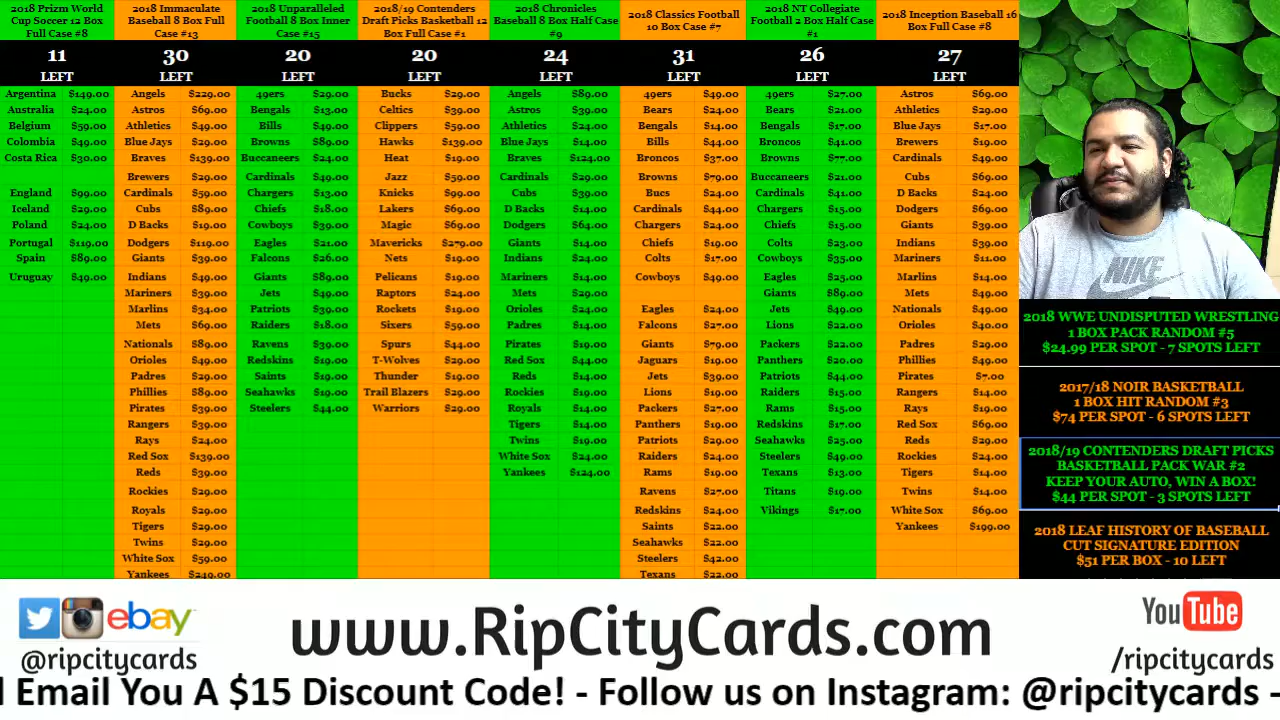 2018 Prizm World
Cup Soccer 12 Box
Full Case #8
11
LEFT
Argentina $149.00
Australia $24.00
Belgium $59.00
Colombia $49.00
Costa Rica $30.00
England $99.00
Iceland $29.00
Poland $24.00
Portugal $119.00
Spain $89.00
Uruguay $49.00
2018 Immaculate
Baseball 8 Box Full
Case #13
30
LEFT
Angels $229.00
Astros $69.00
Athletics $49.00
Blue Jays $29.00
Braves $139.00
Brewers $29.00
Cardinals $59.00
Cubs $89.00
D Backs $19.00
Dodgers $119.00
Giants $39.00
Indians $49.00
Mariners $39.00
Marlins $34.00
Mets $69.00
Nationals $89.00
Orioles $49.00
Padres $29.00
Phillies $89.00
Pirates $39.00
Rangers $39.00
Rays $24.00
Red Sox $139.00
Reds $39.00
Rockies $29.00
Royals $29.00
Tigers $29.00
Twins $29.00
White Sox $59.00
Yankees $249.00
2018 Unparalleled
Football 8 Box Inner
Case #15
20
LEFT
49ers $29.00
Bengals $13.00
Bills $49.00
Browns $89.00
Buccaneers $24.00
Cardinals $49.00
Chargers $13.00
Chiefs $18.00
Cowboys $39.00
Eagles $21.00
Falcons $26.00
Giants $89.00
Jets $49.00
Patriots $39.00
Raiders $18.00
Ravens $39.00
Redskins $19.00
Saints $19.00
Seahawks $19.00
Steelers $44.00
2018/19 Contenders
Draft Picks Basketball 12
Box Full Case #1
20
LEFT
Bucks $29.00
Celtics $39.00
Clippers $59.00
Hawks $139.00
Heat $19.00
Jazz $59.00
Knicks $99.00
Lakers $69.00
Magic $69.00
Mavericks $279.00
Nets $19.00
Pelicans $19.00
Raptors $24.00
Rockets $19.00
Sixers $59.00
Spurs $44.00
T-Wolves $29.00
Thunder $19.00
Trail Blazers $29.00
Warriors $29.00
2018 Chronicles
Baseball 8 Box Half Case
#9
24
LEFT
Angels $89.00
Astros $39.00
Athletics $24.00
Blue Jays $14.00
Braves $124.00
Cardinals $29.00
Cubs $39.00
D Backs $14.00
Dodgers $64.00
Giants $14.00
Indians $24.00
Mariners $14.00
Mets $29.00
Orioles $24.00
Padres $14.00
Pirates $19.00
Red Sox $44.00
Reds $14.00
Rockies $19.00
Royals $14.00
Tigers $14.00
Twins $19.00
White Sox $24.00
Yankees $124.00
2018 Classics Football
10 Box Case #7
31
LEFT
49ers $49.00
Bears $24.00
Bengals $14.00
Bills $44.00
Broncos $37.00
Browns $79.00
Bucs $24.00
Cardinals $44.00
Chargers $24.00
Chiefs $19.00
Colts $17.00
Cowboys $49.00
Eagles $24.00
Falcons $27.00
Giants $79.00
Jaguars $19.00
Jets $39.00
Lions $19.00
Packers $27.00
Panthers $19.00
Patriots $29.00
Raiders $24.00
Rams $19.00
Ravens $27.00
Redskins $24.00
Saints $22.00
Seahawks $22.00
Steelers $42.00
Texans $22.00
2018 NT Collegiate
Football 2 Box Half Case
#1
26
LEFT
49ers $27.00
Bears $21.00
Bengals $17.00
Broncos $41.00
Browns $77.00
Buccaneers $21.00
Cardinals $41.00
Chargers $15.00
Chiefs $15.00
Colts $23.00
Cowboys $35.00
Eagles $25.00
Giants $89.00
Jets $49.00
Lions $22.00
Packers $22.00
Panthers $20.00
Patriots $44.00
Raiders $15.00
Rams $15.00
Redskins $17.00
Seahawks $25.00
Steelers $49.00
Texans $13.00
Titans $19.00
Vikings $17.00
2018 Inception Baseball 16
Box Full Case #8
27
LEFT
Astros $69.00
Athletics $29.00
Blue Jays $17.00
Brewers $19.00
Cardinals $49.00
Cubs $69.00
D Backs $24.00
Dodgers $69.00
Giants $39.00
Indians $39.00
Mariners $11.00
Marlins $14.00
Mets $49.00
Nationals $49.00
Orioles $40.00
Padres $29.00
Phillies $49.00
Pirates $7.00
Rangers $14.00
Rays $19.00
Red Sox $69.00
Reds $29.00
Rockies $24.00
Tigers $14.00
Twins $14.00
White Sox $69.00
Yankees $199.00
NIKE
2018 WWE UNDISPUTED WRESTLING
1 BOX PACK RANDOM #5
$24.99 PER SPOT - 7 SPOTS LEFT
2017/18 NOIR BASKETBALL
1 BOX HIT RANDOM #3
$74 PER SPOT - 6 SPOTS LEFT
2018/19 CONTENDERS DRAFT PICKS
BASKETBALL PACK WAR #2
KEEP YOUR AUTO, WIN A BOX!
$44 PER SPOT - 3 SPOTS LEFT
2018 LEAF HISTORY OF BASEBALL
CUT SIGNATURE EDITION
$51 PER BOX - 10 LEFT
ebay
@ripcitycards
www.RipCityCards.com
YouTube
/ripcitycards
l Email You A $15 Discount Code! - Follow us on Instagram: @ripcitycards -